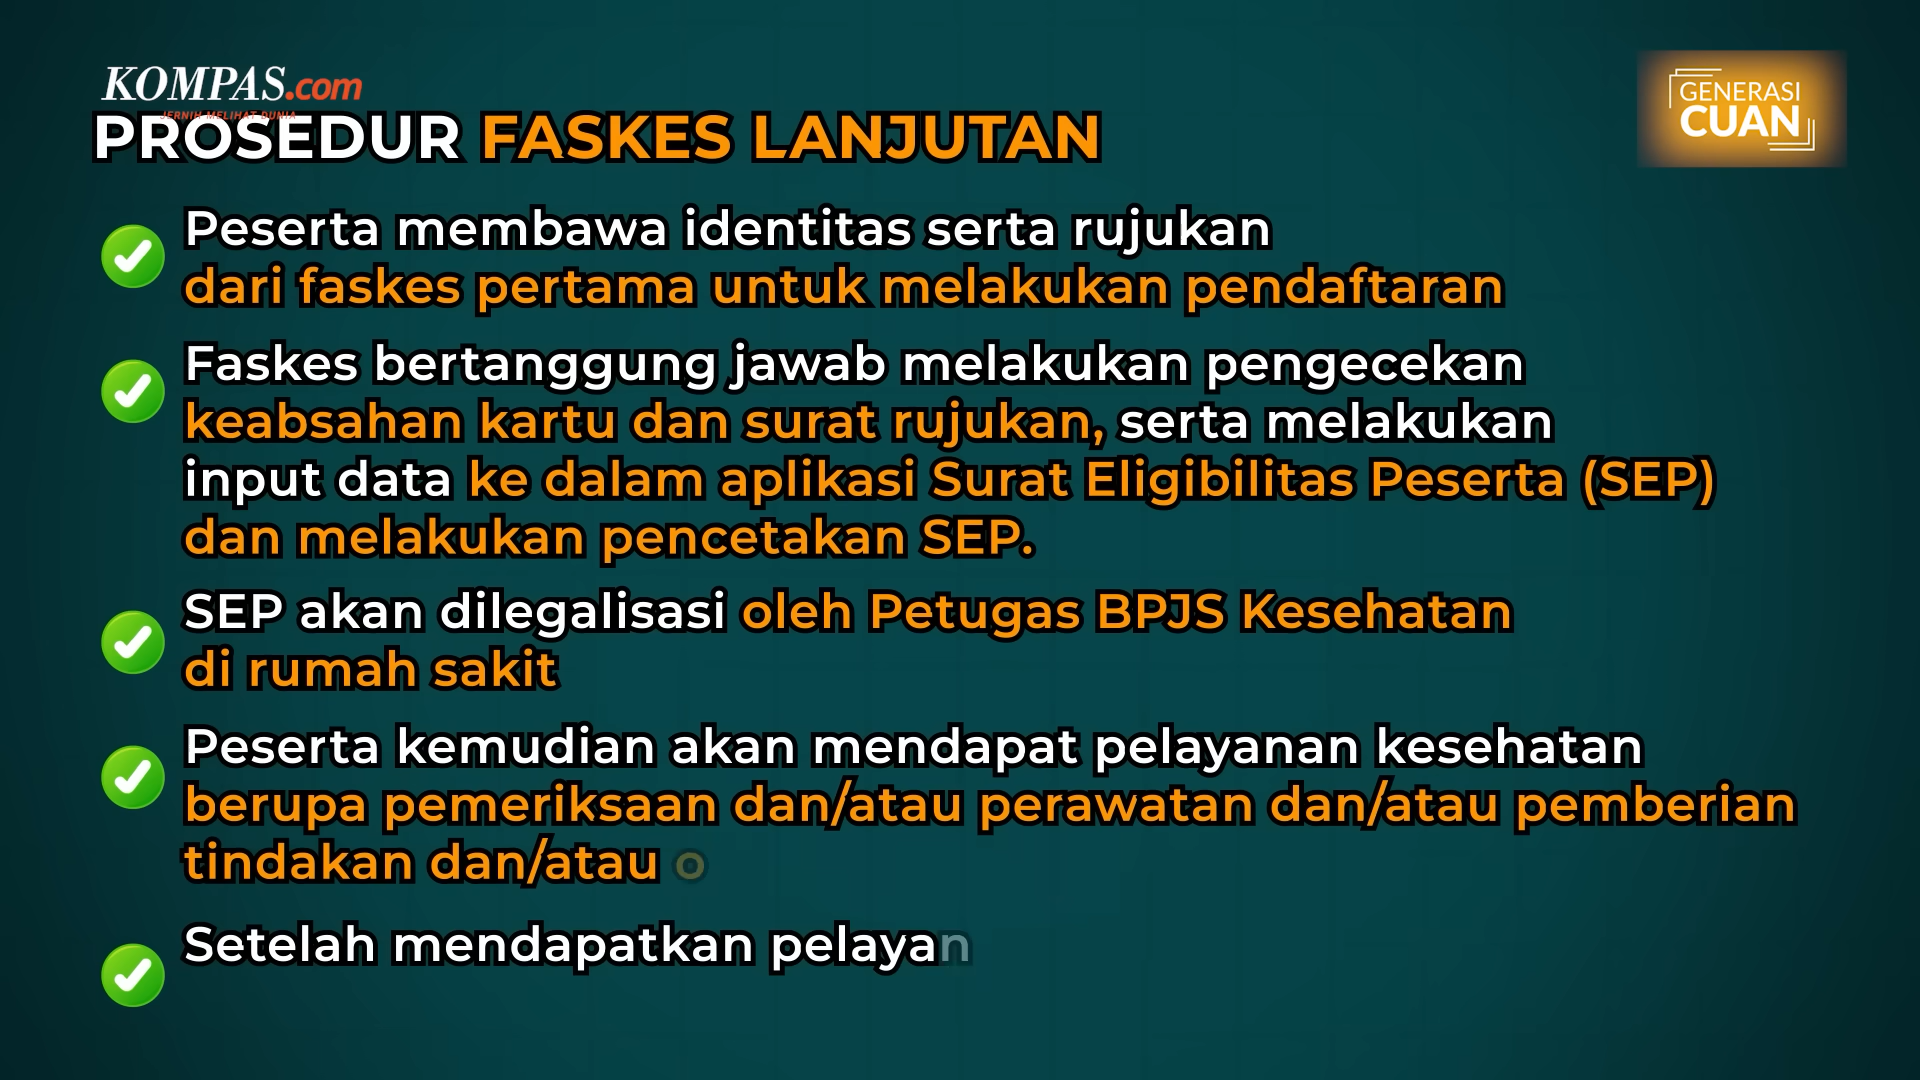 KOMPAS.com
JERNIH MELIHAT DUNIA
GENERASI
CUAN
PROSEDUR FASKES LANJUTAN
Peserta membawa identitas serta rujukan
dari faskes pertama untuk melakukan pendaftaran
Faskes bertanggung jawab melakukan pengecekan
keabsahan kartu dan surat rujukan, serta melakukan
input data ke dalam aplikasi Surat Eligibilitas Peserta (SEP)
dan melakukan pencetakan SEP.
SEP akan dilegalisasi oleh Petugas BPJS Kesehatan
di rumah sakit
Peserta kemudian akan mendapat pelayanan kesehatan
berupa pemeriksaan dan/atau perawatan dan/atau pemberian
tindakan dan/atau o
Setelah mendapatkan pelayan